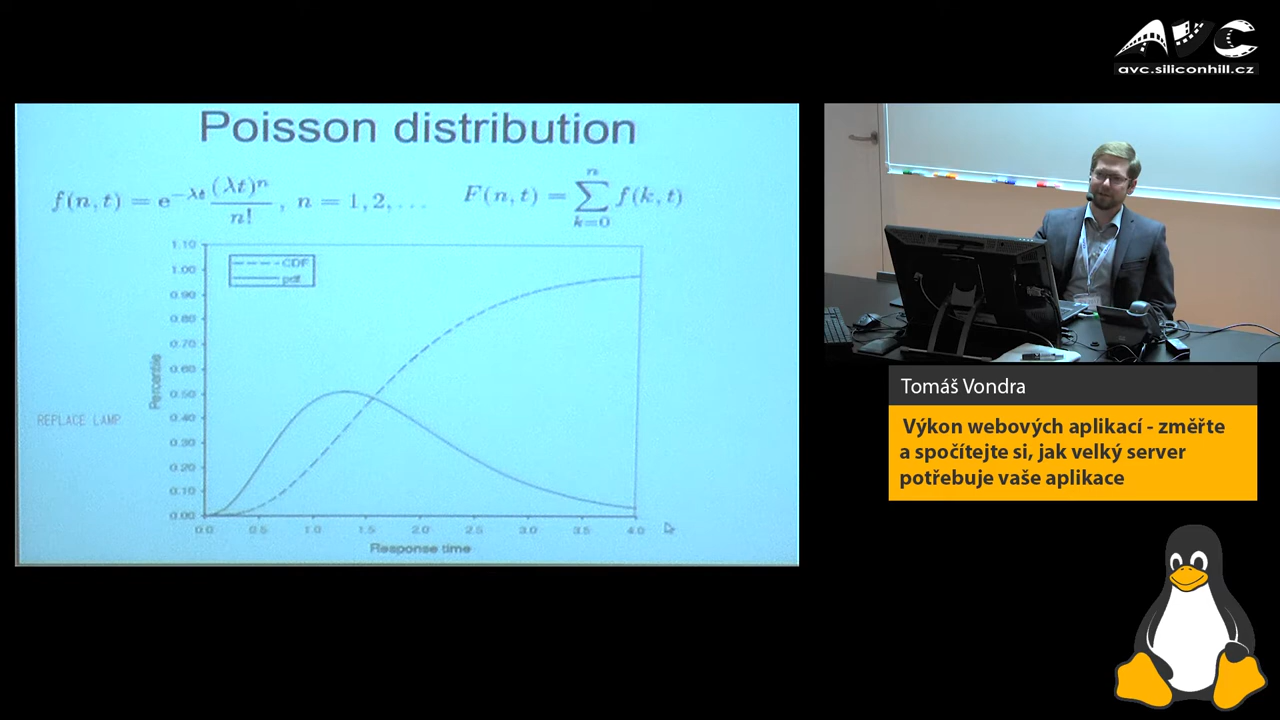 AVC
avc.siliconhill.cz
Poisson distribution
f(n, t) = e^{-λt} (λt)^n / n! , n = 1, 2, . . .
F(n, t) = ∑_{k=0}^{n} f(k, t)
1.10
1.00
0.90
0.80
0.70
0.60
0.50
0.40
0.30
0.20
0.10
0.00
CDF
pdf
Percentile
REPLACE LAMP
0.0 0.5 1.0 1.5 2.0 2.5 3.0 3.5 4.0
Response time
Tomáš Vondra
Výkon webových aplikací - změřte
a spočítejte si, jak velký server
potřebuje vaše aplikace